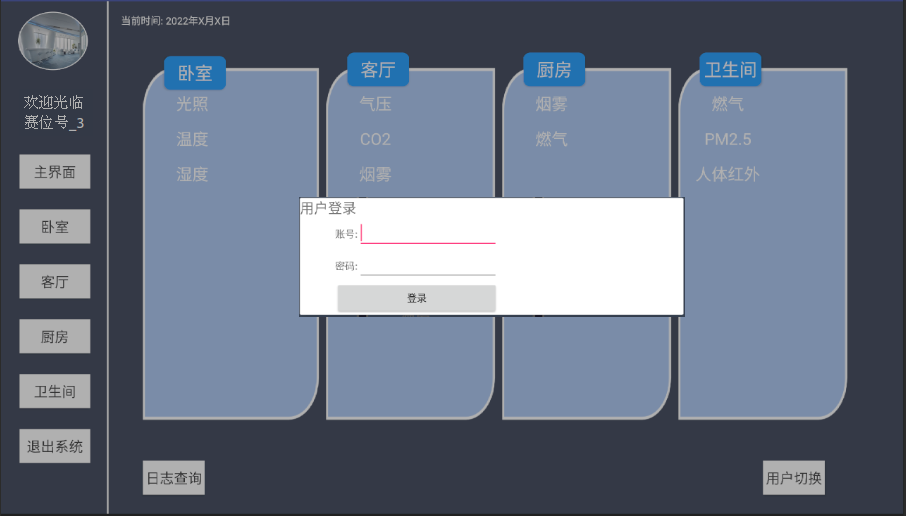 当前时间: 2022年X月X日
欢迎光临
赛位号_3
主界面
卧室
客厅
厨房
卫生间
退出系统
卧室
光照
温度
湿度
客厅
气压
CO2
烟雾
厨房
烟雾
燃气
卫生间
燃气
PM2.5
人体红外
用户登录
账号:
密码:
登录
日志查询
用户切换